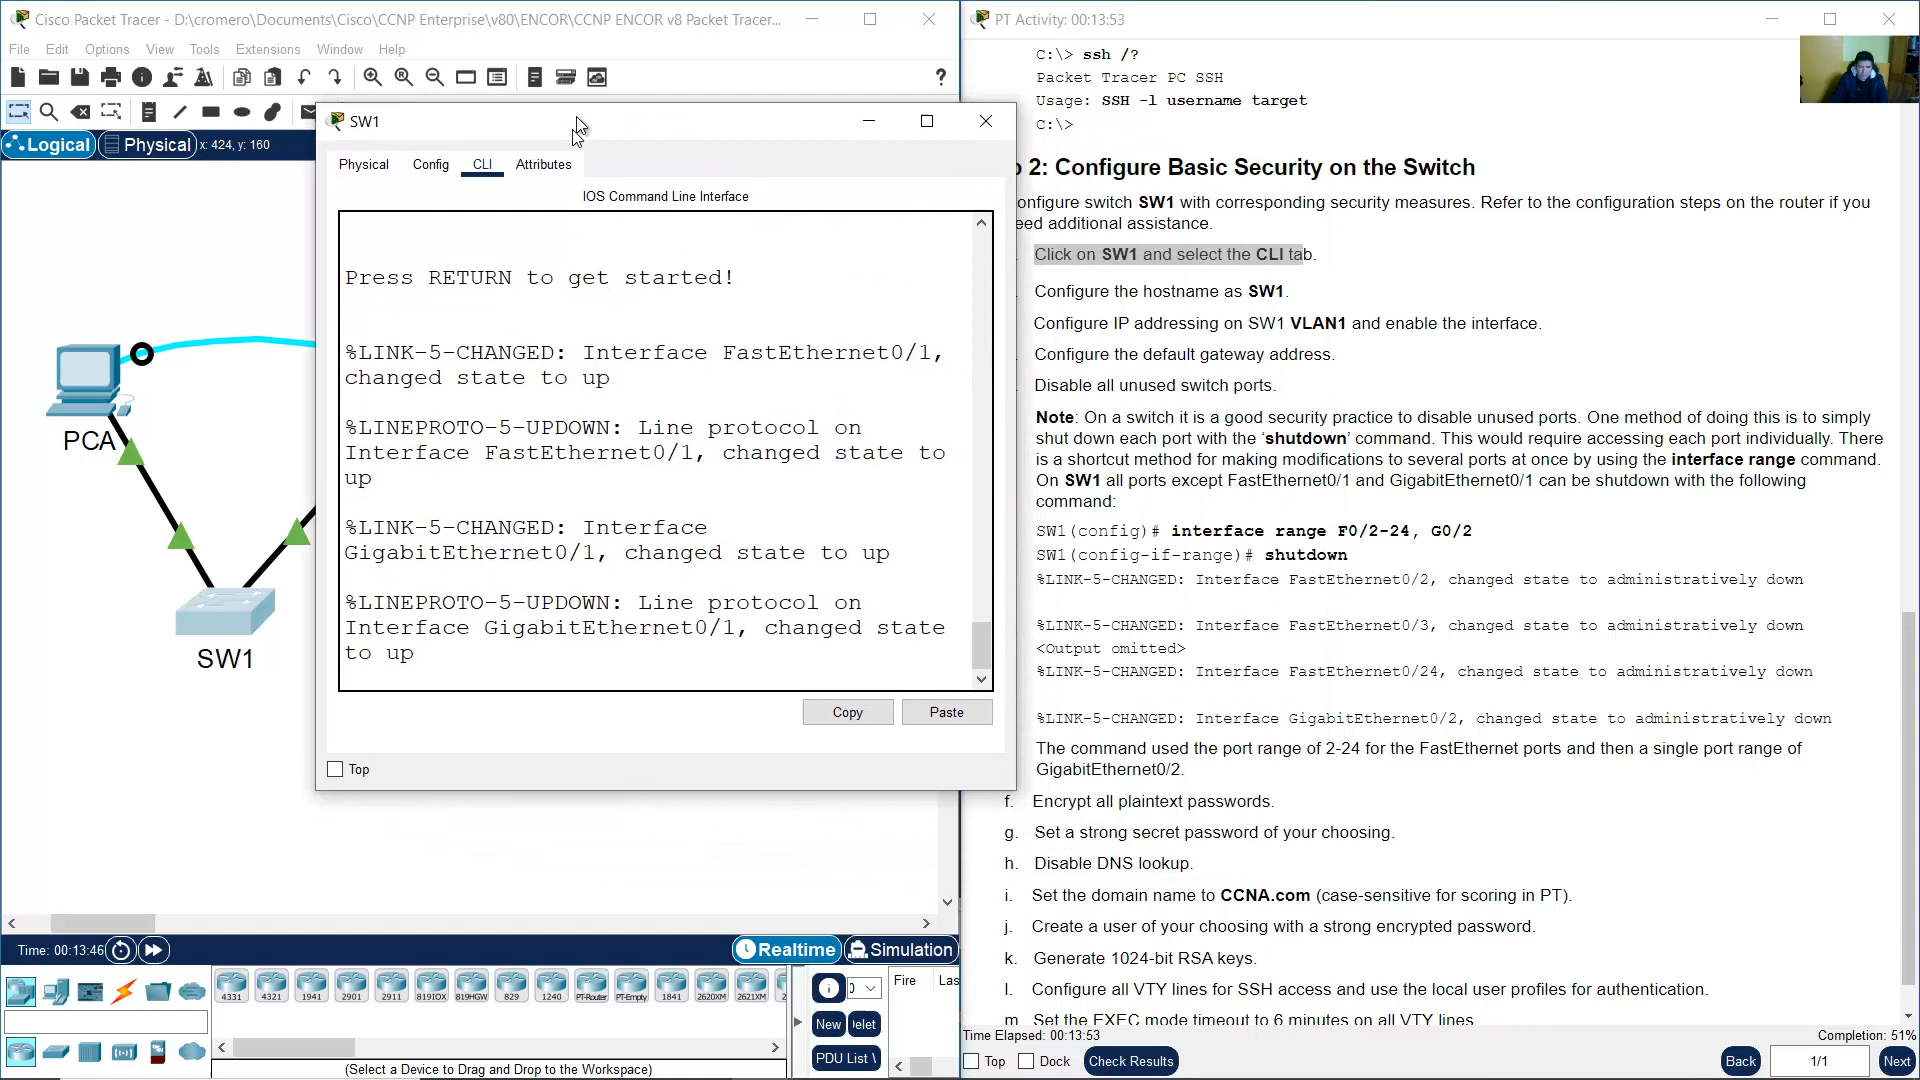 Cisco Packet Tracer - D:\cromero\Documents\Cisco\CCNP Enterprise\v80\ENCOR\CCNP ENCOR v8 Packet Tracer...
File Edit Options View Tools Extensions Window Help
Logical Physical x: 424, y: 160
PCA
SW1
SW1
Physical Config CLI Attributes
IOS Command Line Interface
Press RETURN to get started!
%LINK-5-CHANGED: Interface FastEthernet0/1,
changed state to up
%LINEPROTO-5-UPDOWN: Line protocol on
Interface FastEthernet0/1, changed state to
up
%LINK-5-CHANGED: Interface
GigabitEthernet0/1, changed state to up
%LINEPROTO-5-UPDOWN: Line protocol on
Interface GigabitEthernet0/1, changed state
to up
Copy Paste
Top
Time: 00:13:46
Realtime Simulation
4331 4321 1941 2901 2911 819IOX 819HGW 829 1240 PT-Router PT-Empty 1841 2620XM 2621XM
Fire Las
New
PDU List
(Select a Device to Drag and Drop to the Workspace)
PT Activity: 00:13:53
C:\> ssh /?
Packet Tracer PC SSH
Usage: SSH -l username target
C:\>
2: Configure Basic Security on the Switch
onfigure switch SW1 with corresponding security measures. Refer to the configuration steps on the router if you
eed additional assistance.
Click on SW1 and select the CLI tab.
Configure the hostname as SW1.
Configure IP addressing on SW1 VLAN1 and enable the interface.
Configure the default gateway address.
Disable all unused switch ports.
Note: On a switch it is a good security practice to disable unused ports. One method of doing this is to simply
shut down each port with the ‘shutdown’ command. This would require accessing each port individually. There
is a shortcut method for making modifications to several ports at once by using the interface range command.
On SW1 all ports except FastEthernet0/1 and GigabitEthernet0/1 can be shutdown with the following
command:
SW1(config)# interface range F0/2-24, G0/2
SW1(config-if-range)# shutdown
%LINK-5-CHANGED: Interface FastEthernet0/2, changed state to administratively down
%LINK-5-CHANGED: Interface FastEthernet0/3, changed state to administratively down
<Output omitted>
%LINK-5-CHANGED: Interface FastEthernet0/24, changed state to administratively down
%LINK-5-CHANGED: Interface GigabitEthernet0/2, changed state to administratively down
The command used the port range of 2-24 for the FastEthernet ports and then a single port range of
GigabitEthernet0/2.
f. Encrypt all plaintext passwords.
g. Set a strong secret password of your choosing.
h. Disable DNS lookup.
i. Set the domain name to CCNA.com (case-sensitive for scoring in PT).
j. Create a user of your choosing with a strong encrypted password.
k. Generate 1024-bit RSA keys.
l. Configure all VTY lines for SSH access and use the local user profiles for authentication.
m. Set the EXEC mode timeout to 6 minutes on all VTY lines.
Time Elapsed: 00:13:53 Completion: 51%
Top Dock Check Results Back 1/1 Next